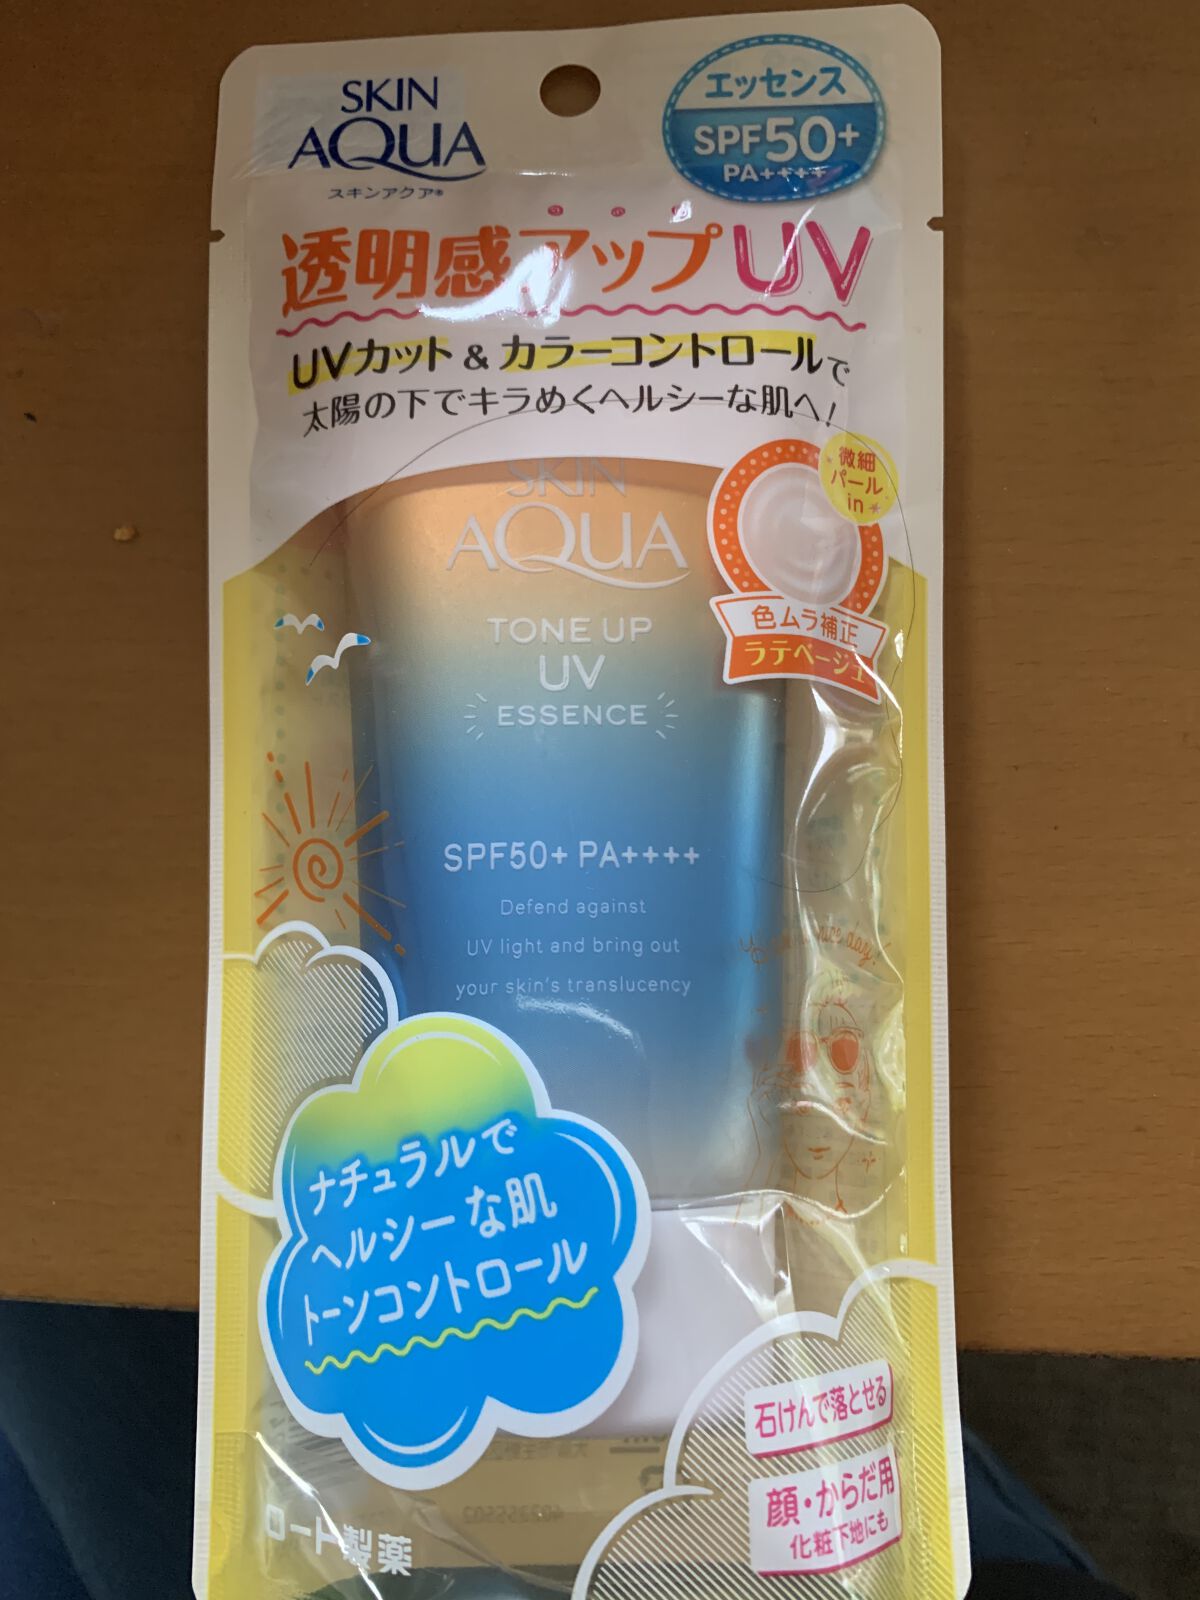 SKIN
AQUA
スキンアクア®
エッセンス
SPF50+
PA++++
透明感アップUV
UVカット&カラーコントロールで
太陽の下でキラめくヘルシーな肌へ!
微細
パール
in
色ムラ補正
ラテベージュ
SKIN
AQUA
TONE UP
UV
ESSENCE
SPF50+ PA++++
Defend against
UV light and bring out
your skin's translucency
nice day!
ナチュラルで
ヘルシーな肌
トーンコントロール
石けんで落とせる
顔・からだ用
化粧下地にも
ロート製薬